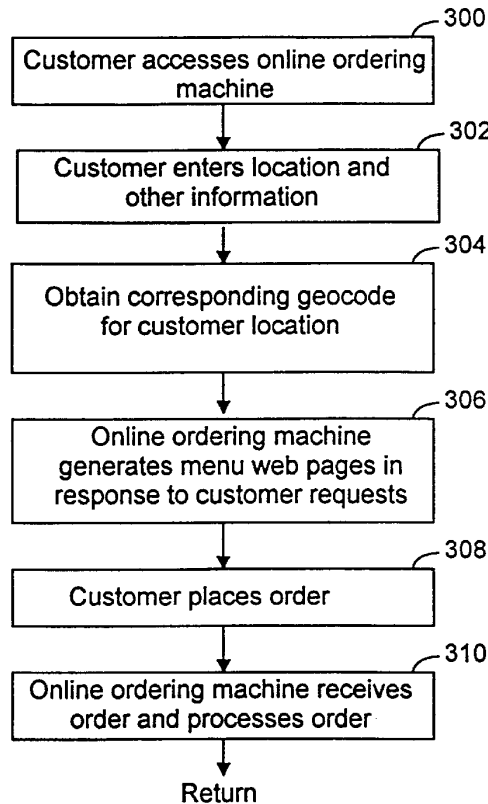 300
Customer accesses online ordering
machine
302
Customer enters location and
other information
304
Obtain corresponding geocode
for customer location
306
Online ordering machine
generates menu web pages in
response to customer requests
308
Customer places order
310
Online ordering machine receives
order and processes order
Return